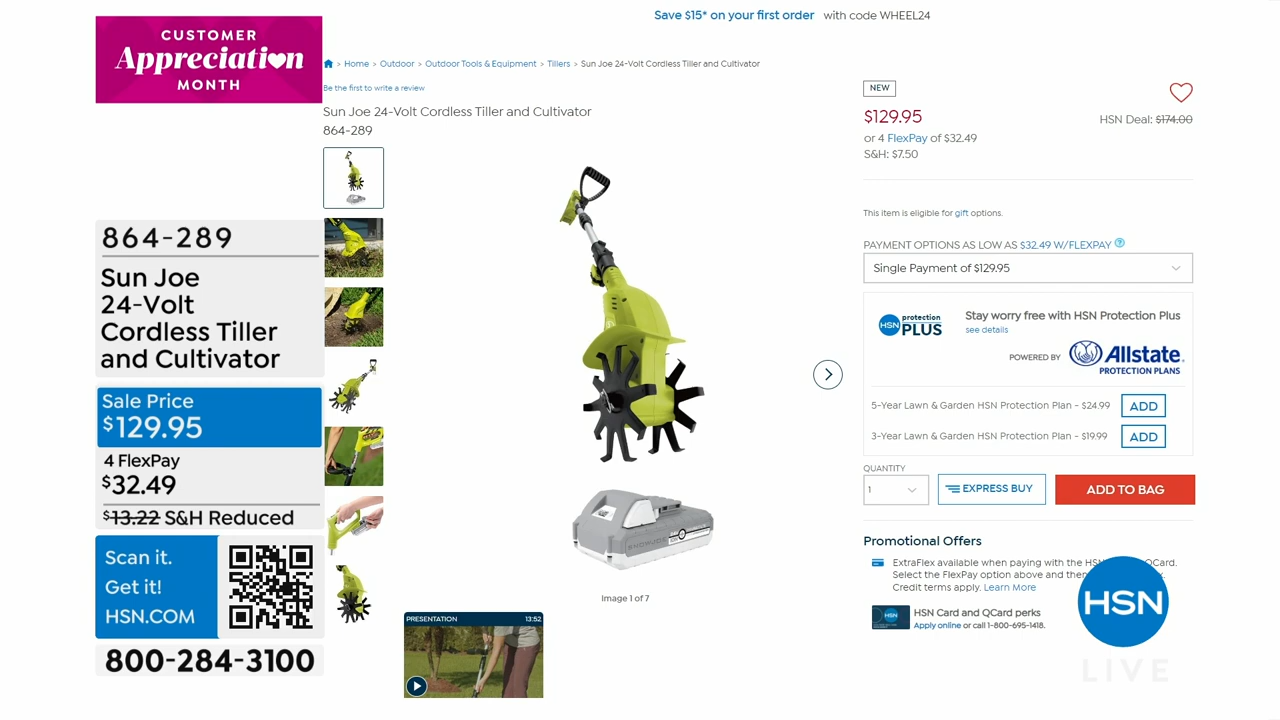 Save $15* on your first order with code WHEEL24
CUSTOMER
Appreciation
MONTH
> Home > Outdoor > Outdoor Tools & Equipment > Tillers > Sun Joe 24-Volt Cordless Tiller and Cultivator
Be the first to write a review
Sun Joe 24-Volt Cordless Tiller and Cultivator
864-289
864-289
Sun Joe
24-Volt
Cordless Tiller
and Cultivator
Sale Price
$129.95
4 FlexPay
$32.49
$13.22 S&H Reduced
Scan it.
Get it!
HSN.COM
800-284-3100
Image 1 of 7
PRESENTATION 13:52
NEW
$129.95
HSN Deal: $174.00
or 4 FlexPay of $32.49
S&H: $7.50
This item is eligible for gift options.
PAYMENT OPTIONS AS LOW AS $32.49 W/FLEXPAY ?
Single Payment of $129.95
HSN protection PLUS
Stay worry free with HSN Protection Plus
see details
POWERED BY Allstate
PROTECTION PLANS
5-Year Lawn & Garden HSN Protection Plan - $24.99 ADD
3-Year Lawn & Garden HSN Protection Plan - $19.99 ADD
QUANTITY
1 EXPRESS BUY ADD TO BAG
Promotional Offers
ExtraFlex available when paying with the HSN QCard.
Select the FlexPay option above and then
Credit terms apply. Learn More
HSN Card and QCard perks
Apply online or call 1-800-695-1418.
HSN
LIVE